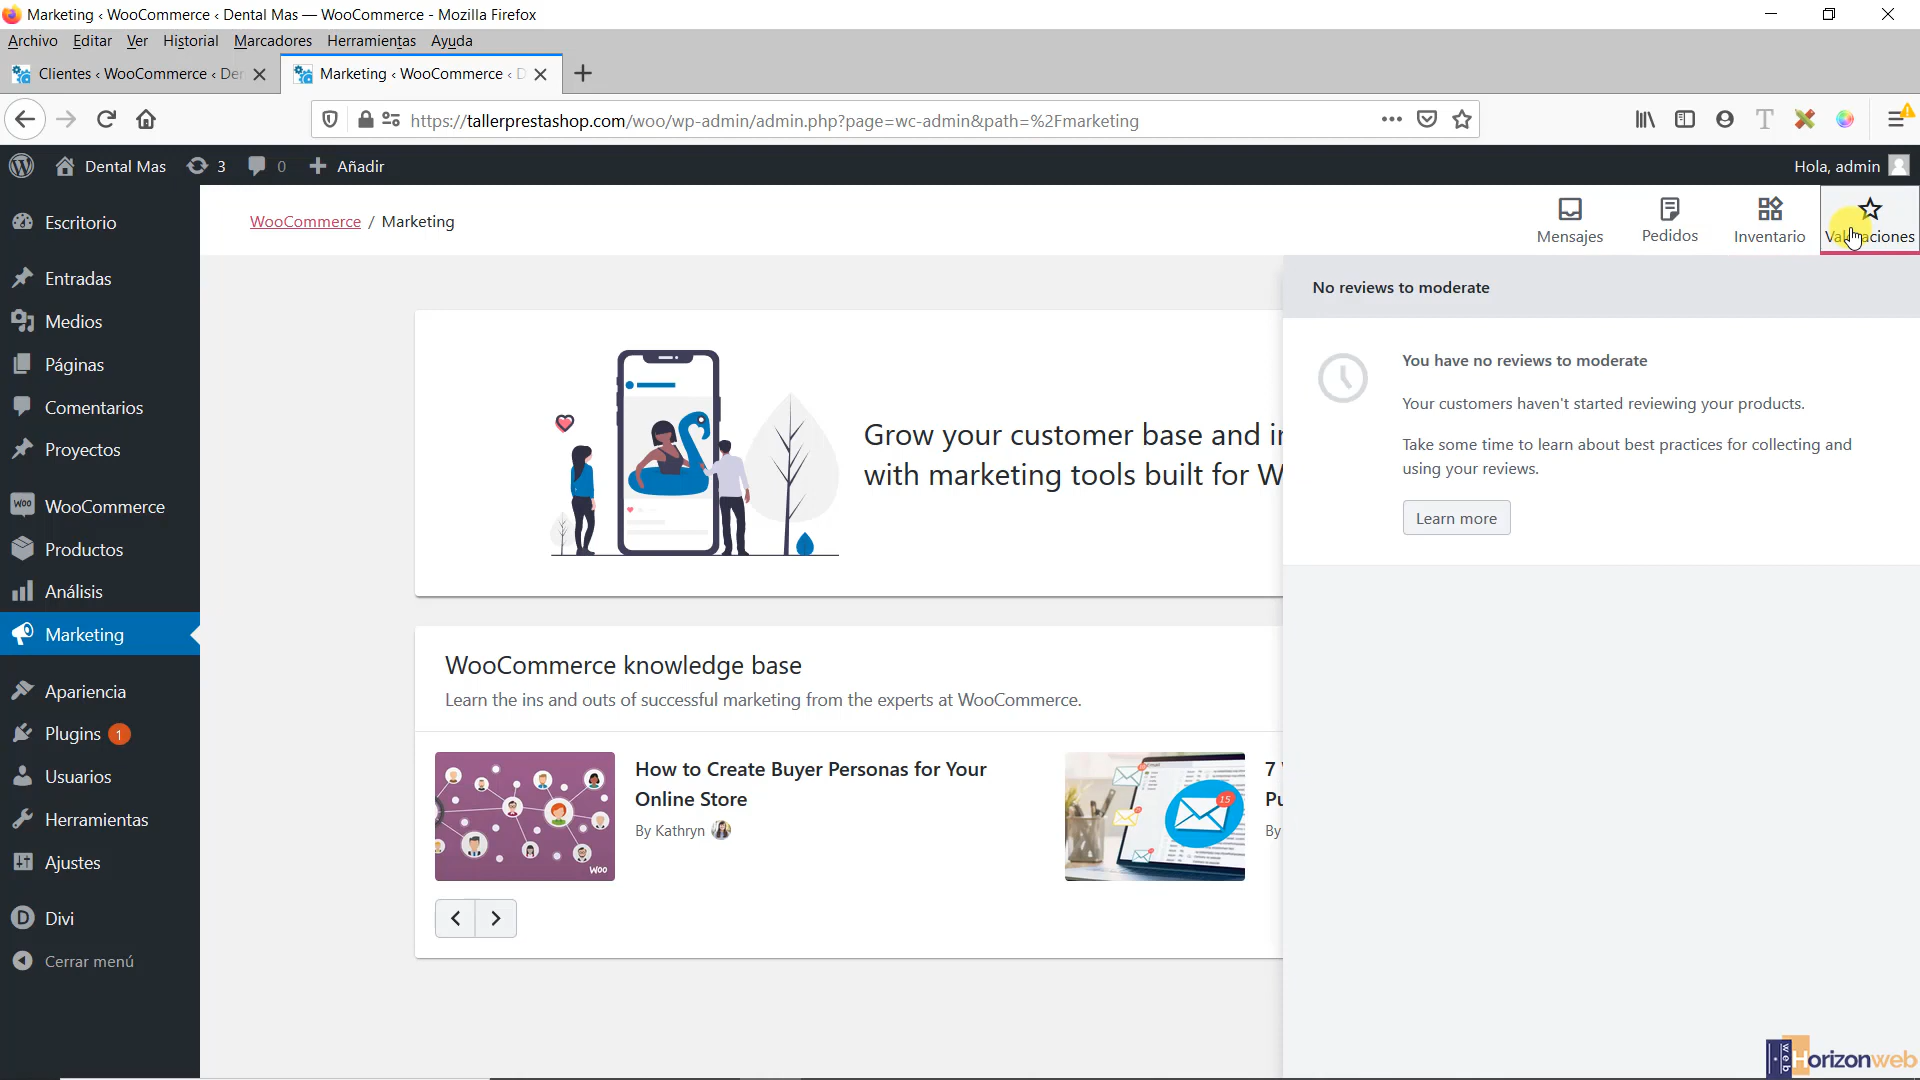 Marketing ‹ WooCommerce ‹ Dental Mas — WooCommerce - Mozilla Firefox
Archivo Editar Ver Historial Marcadores Herramientas Ayuda
Clientes ‹ WooCommerce ‹ Der
Marketing ‹ WooCommerce ‹ D
https://tallerprestashop.com/woo/wp-admin/admin.php?page=wc-admin&path=%2Fmarketing
Dental Mas 3 0 Añadir
Hola, admin
Escritorio
Entradas
Medios
Páginas
Comentarios
Proyectos
WooCommerce
Productos
Análisis
Marketing
Apariencia
Plugins 1
Usuarios
Herramientas
Ajustes
Divi
Cerrar menú
WooCommerce / Marketing
Mensajes
Pedidos
Inventario
No reviews to moderate
You have no reviews to moderate
Your customers haven't started reviewing your products.
Take some time to learn about best practices for collecting and
using your reviews.
Learn more
Grow your customer base and
with marketing tools built for
WooCommerce knowledge base
Learn the ins and outs of successful marketing from the experts at WooCommerce.
How to Create Buyer Personas for Your
Online Store
By Kathryn
woo
15
7
By
web Horizonweb